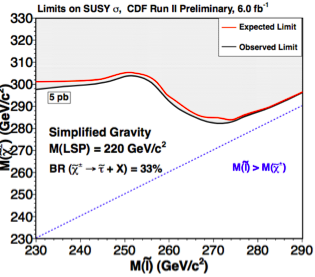 Limits on SUSY σ, CDF Run II Preliminary, 6.0 fb⁻¹
330
320
310
300
290
280
270
260
250
240
230
M(χ̃±) (GeV/c²)
Expected Limit
Observed Limit
5 pb
Simplified Gravity
M(LSP) = 220 GeV/c²
BR (χ̃± → τ̃ + X) = 33%
M(l̃) > M(χ̃±)
230 240 250 260 270 280 290
M(l̃) (GeV/c²)